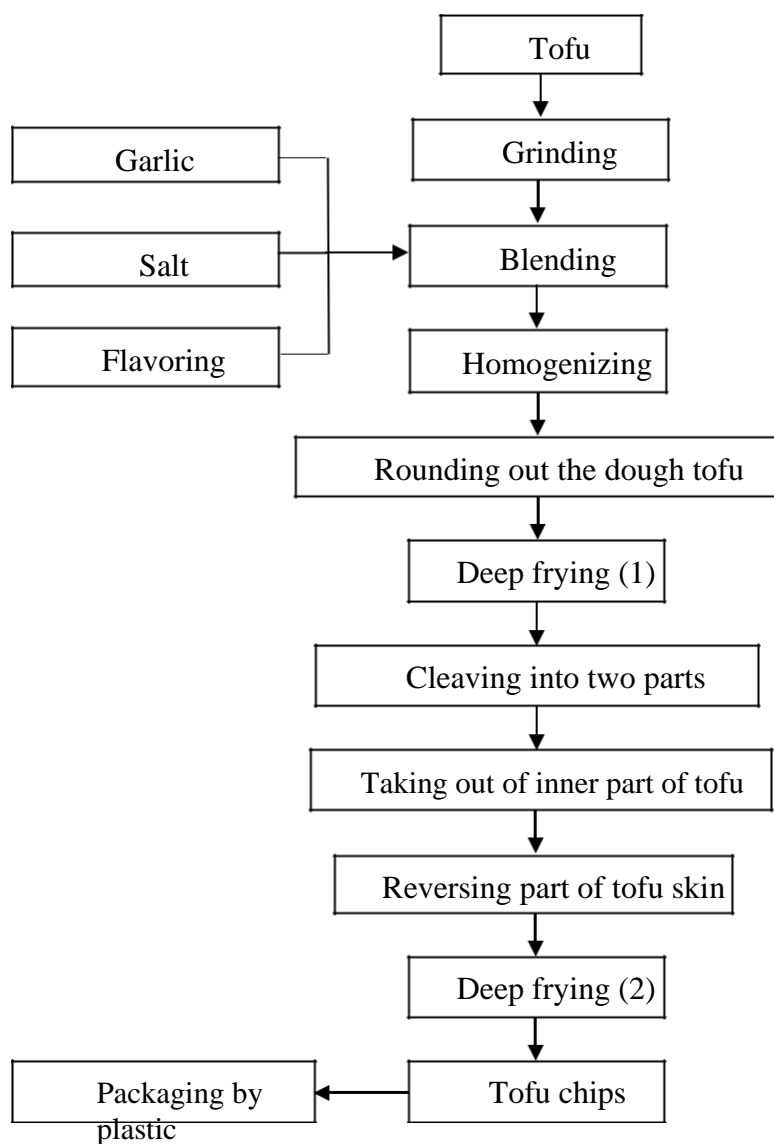 Tofu
Grinding
Garlic
Salt
Blending
Flavoring
Homogenizing
Rounding out the dough tofu
Deep frying (1)
Cleaving into two parts
Taking out of inner part of tofu
Reversing part of tofu skin
Deep frying (2)
Tofu chips
Packaging by
plastic